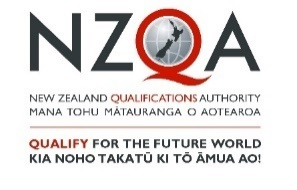 NZQA
NEW ZEALAND QUALIFICATIONS AUTHORITY
MANA TOHU MĀTAURANGA O AOTEAROA
QUALIFY FOR THE FUTURE WORLD
KIA NOHO TAKATŪ KI TŌ ĀMUA AO!